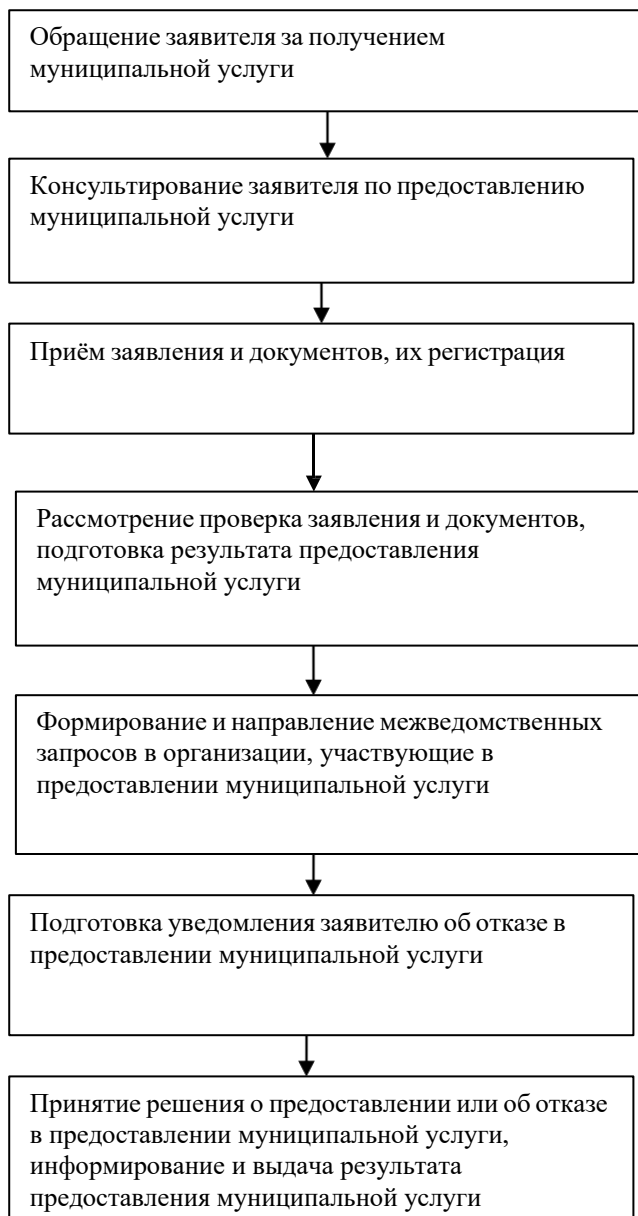 Обращение заявителя за получением
муниципальной услуги
Консультирование заявителя по предоставлению
муниципальной услуги
Приём заявления и документов, их регистрация
Рассмотрение проверка заявления и документов,
подготовка результата предоставления
муниципальной услуги
Формирование и направление межведомственных
запросов в организации, участвующие в
предоставлении муниципальной услуги
Подготовка уведомления заявителю об отказе в
предоставлении муниципальной услуги
Принятие решения о предоставлении или об отказе
в предоставлении муниципальной услуги,
информирование и выдача результата
предоставления муниципальной услуги